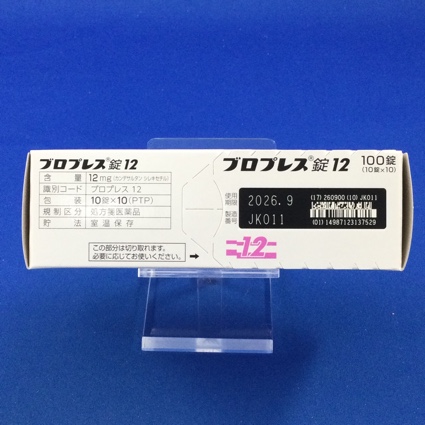 ブロプレス®錠12
含量 12mg(カンデサルタン シレキセチル)
識別コード ブロプレス 12
包装 10錠×10(PTP)
規制区分 処方箋医薬品
貯法 室温保存
この部分は切り取れます。
必要に応じてお使いください。
ブロプレス®錠12 100錠
(10錠×10)
使用期限 2026.9
製造番号 JK011
(17) 260900 (10) JK011
(01) 14987123137529
12